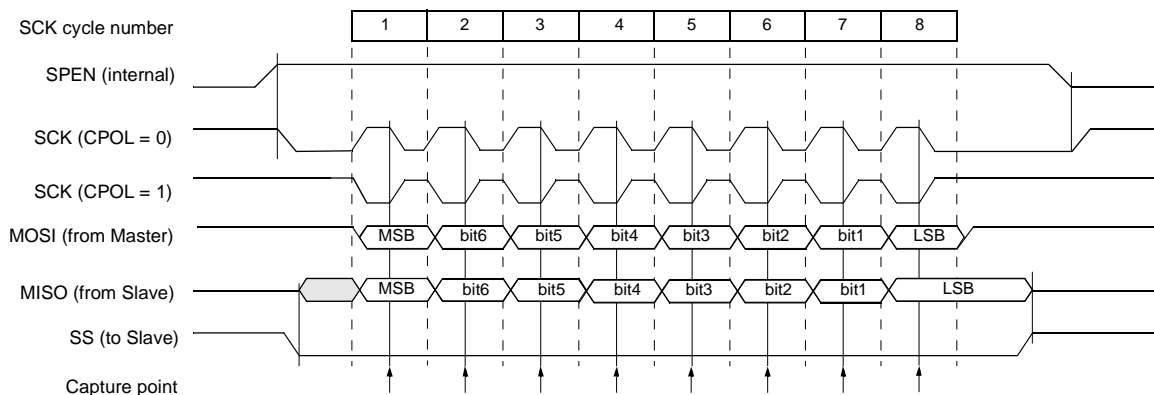 SCK cycle number 1 2 3 4 5 6 7 8
SPEN (internal)
SCK (CPOL = 0)
SCK (CPOL = 1)
MOSI (from Master) MSB bit6 bit5 bit4 bit3 bit2 bit1 LSB
MISO (from Slave) MSB bit6 bit5 bit4 bit3 bit2 bit1 LSB
SS (to Slave)
Capture point